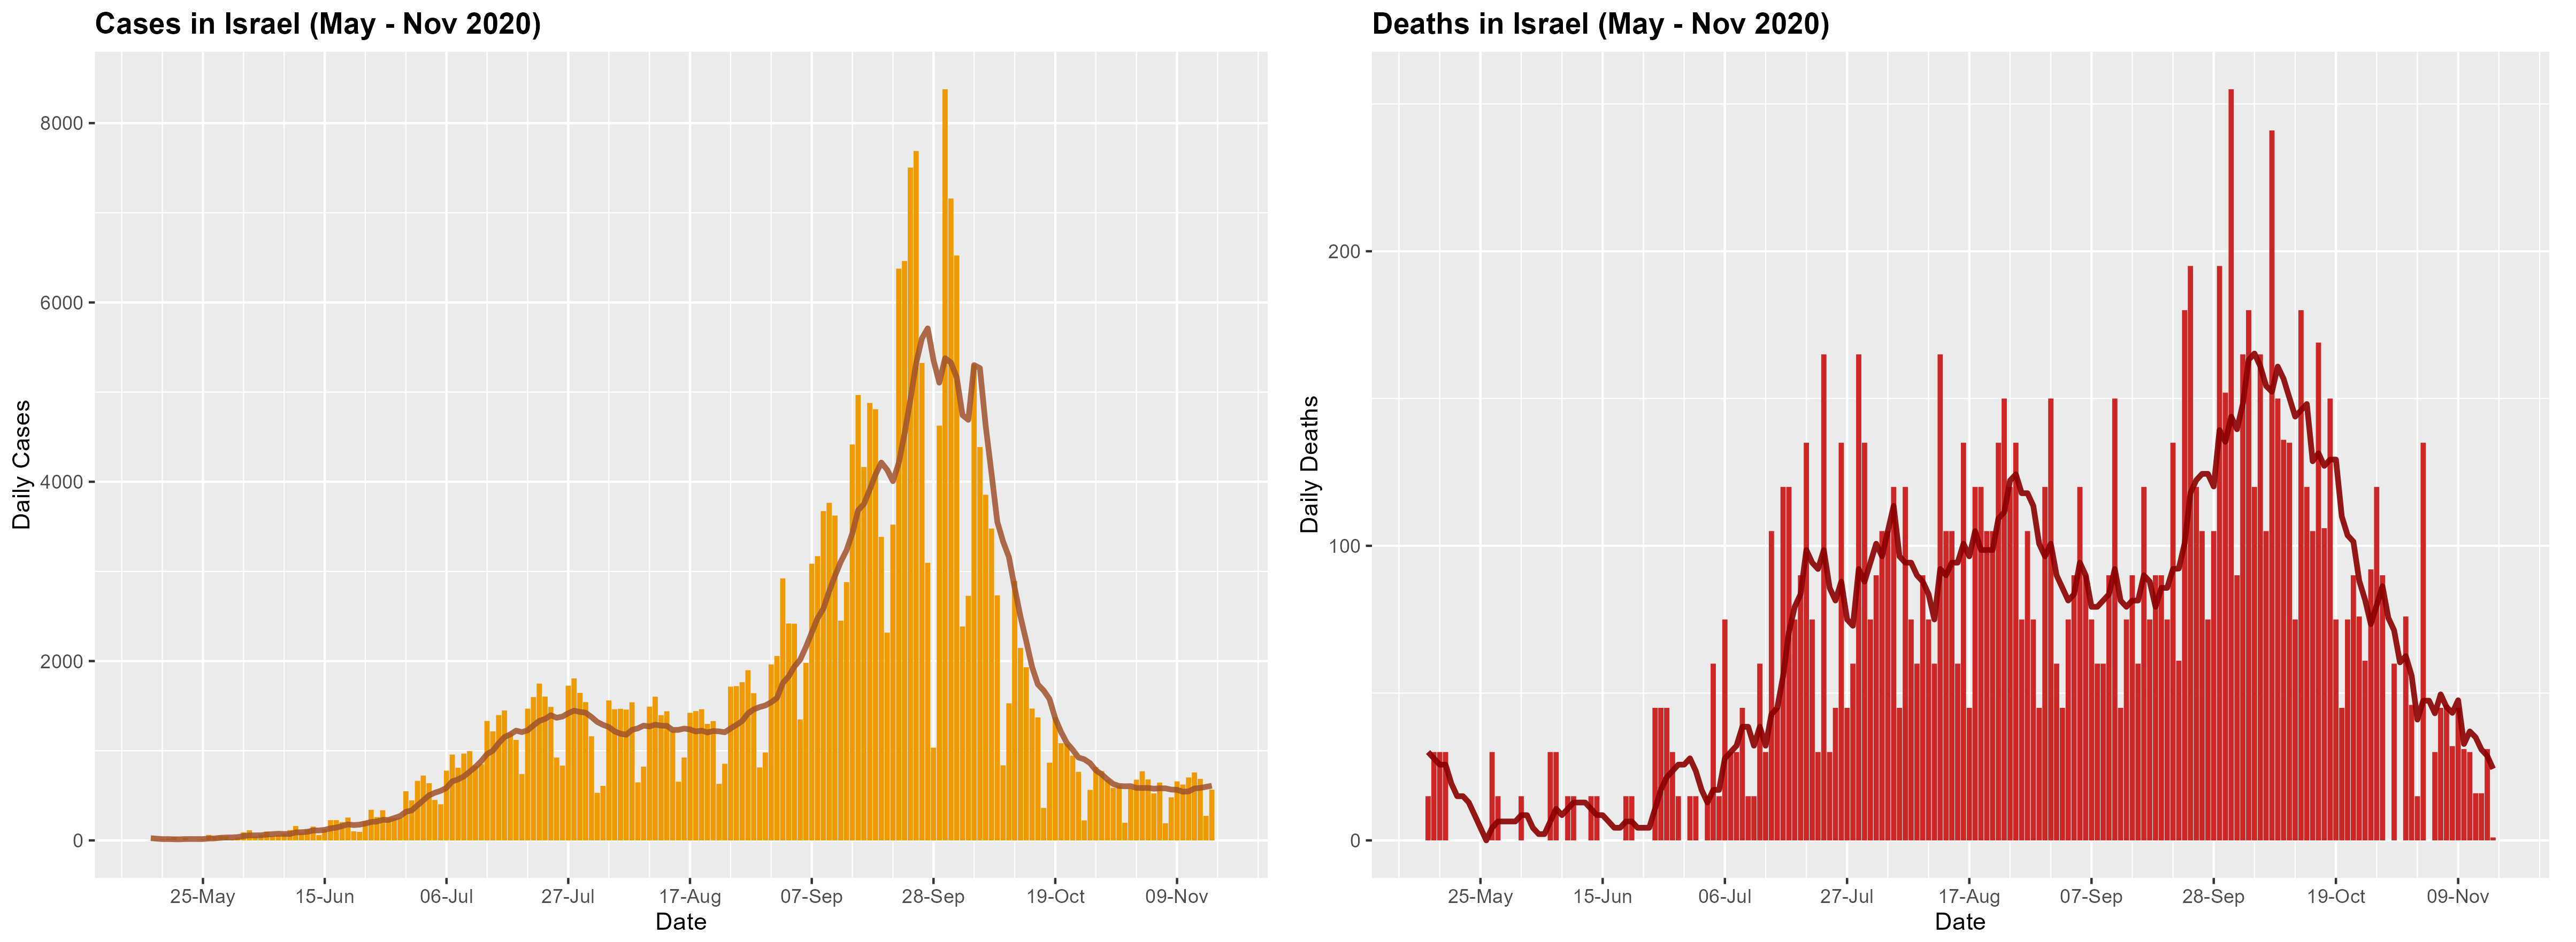 Cases in Israel (May - Nov 2020)
Daily Cases
8000
6000
4000
2000
0
25-May 15-Jun 06-Jul 27-Jul 17-Aug 07-Sep 28-Sep 19-Oct 09-Nov
Date
Deaths in Israel (May - Nov 2020)
Daily Deaths
200
100
0
25-May 15-Jun 06-Jul 27-Jul 17-Aug 07-Sep 28-Sep 19-Oct 09-Nov
Date